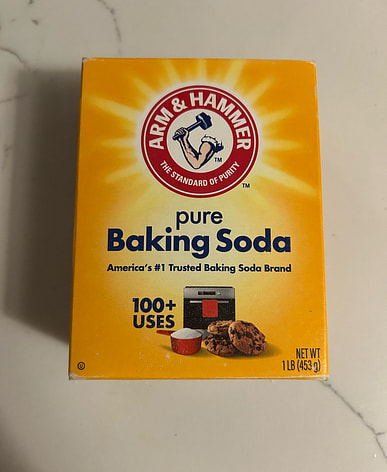 ARM & HAMMER
TM
THE STANDARD OF PURITY
TM
pure
Baking Soda
America's #1 Trusted Baking Soda Brand
100+
USES
U
NET WT
1 LB (453 g)